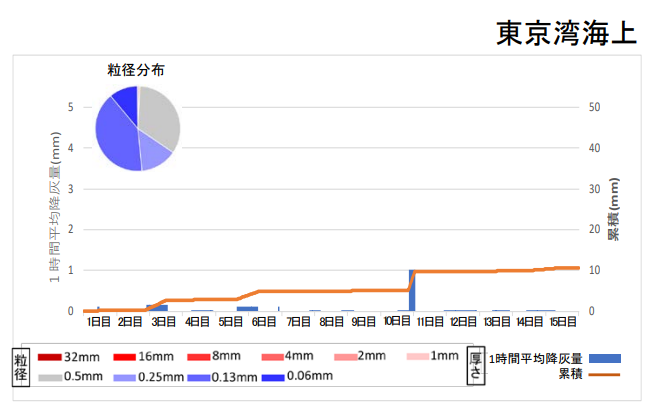 東京湾海上
粒径分布
1時間平均降灰量(mm)
5
4
3
2
1
0
50
40
30
20
10
0
累積(mm)
1日目 2日目 3日目 4日目 5日目 6日目 7日目 8日目 9日目 10日目 11日目 12日目 13日目 14日目 15日目
粒径
32mm 16mm 8mm 4mm 2mm 1mm
0.5mm 0.25mm 0.13mm 0.06mm
厚さ
1時間平均降灰量
累積